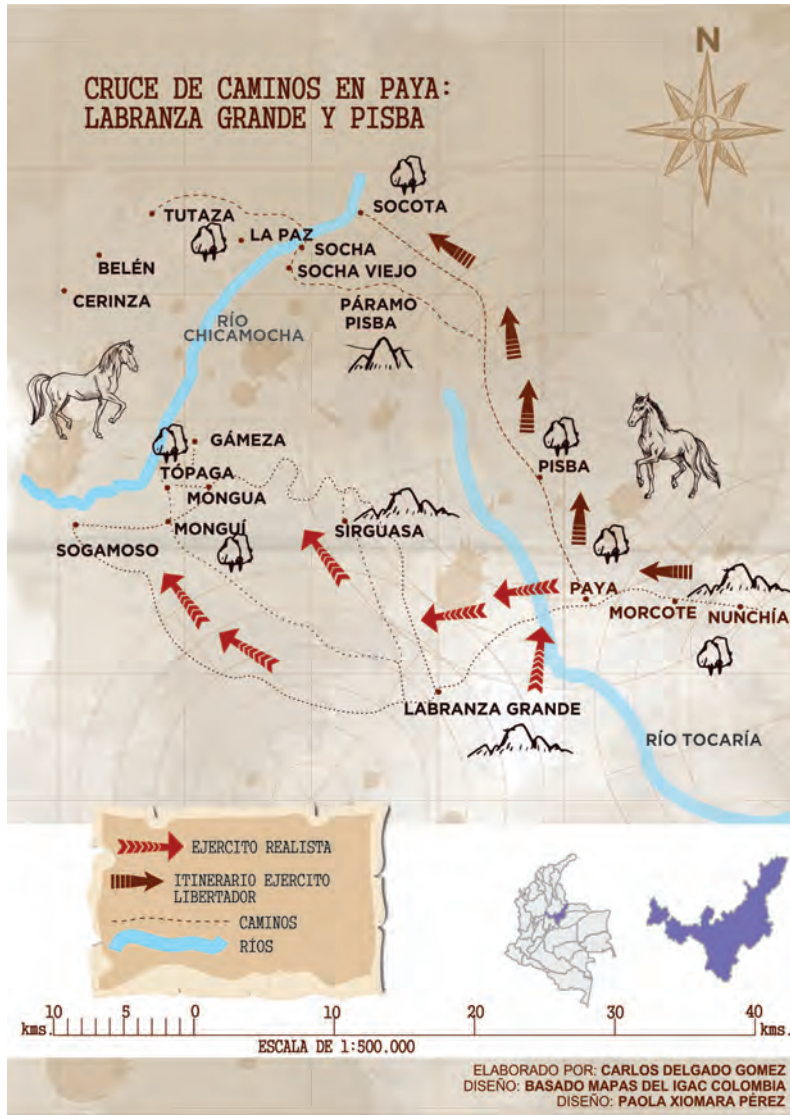 N
CRUCE DE CAMINOS EN PAYA:
LABRANZA GRANDE Y PISBA
SOCOTA
TUTAZA
LA PAZ
SOCHA
BELÉN
SOCHA VIEJO
CERINZA
PÁRAMO
PISBA
RÍO
CHICAMOCHA
GÁMEZA
PISBA
TÓPAGA
MONGUA
MONGUÍ
SIRGUASA
SOGAMOSO
PAYA
MORCOTE
NUNCHÍA
LABRANZA GRANDE
RÍO TOCARÍA
EJERCITO REALISTA
ITINERARIO EJERCITO
LIBERTADOR
CAMINOS
RÍOS
10 5 0 10 20 30 40
kms. kms.
ESCALA DE 1:500.000
ELABORADO POR: CARLOS DELGADO GOMEZ
DISEÑO: BASADO MAPAS DEL IGAC COLOMBIA
DISEÑO: PAOLA XIOMARA PÉREZ